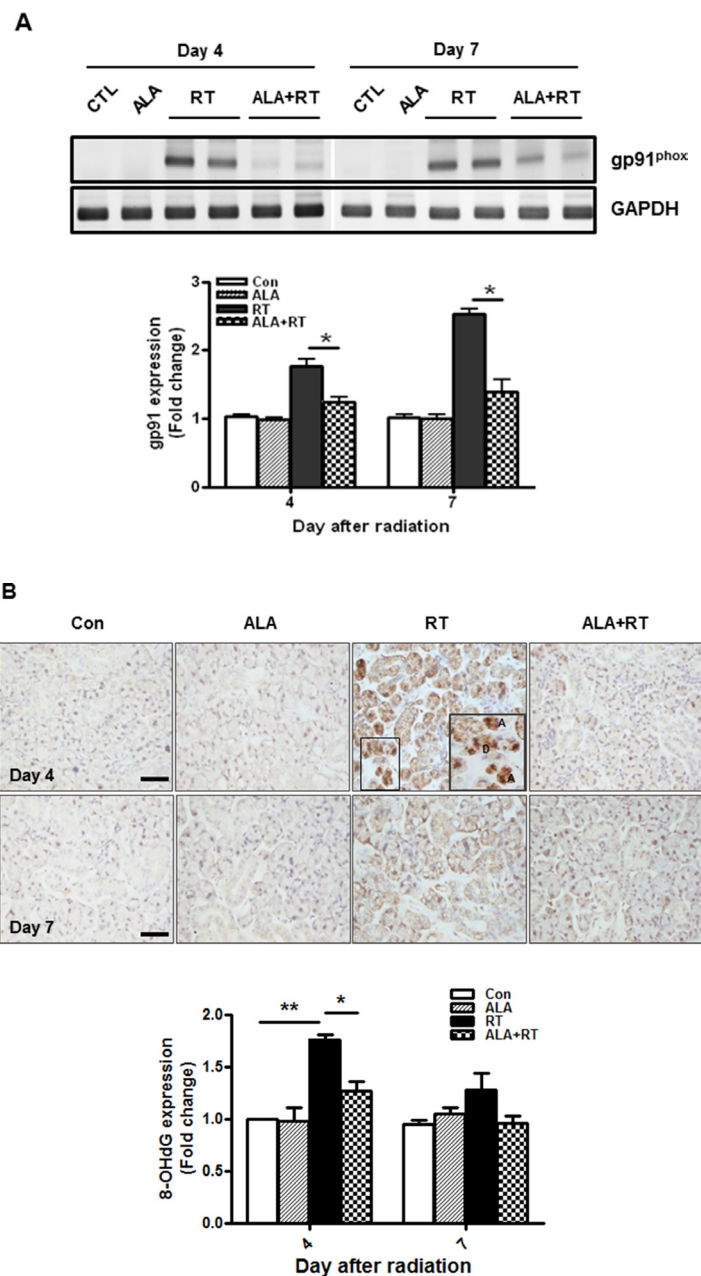 A
Day 4 Day 7
CTL ALA RT ALA+RT CTL ALA RT ALA+RT
gp91phox
GAPDH
3
2
1
0
gp91 expression
(Fold change)
Con
ALA
RT
ALA+RT
* *
4 7
Day after radiation
B
Con ALA RT ALA+RT
A
D
A
Day 4
Day 7
2.0
1.5
1.0
0.5
0.0
8-OHdG expression
(Fold change)
** *
Con
ALA
RT
ALA+RT
4 7
Day after radiation